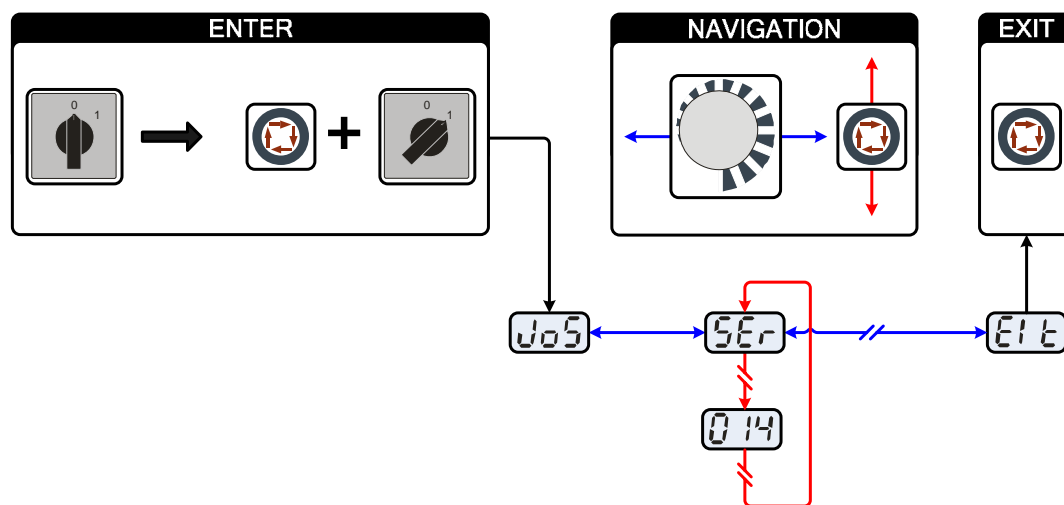 ENTER
NAVIGATION
EXIT
0
1
0
1
+
JoS
SEr
EIt
014